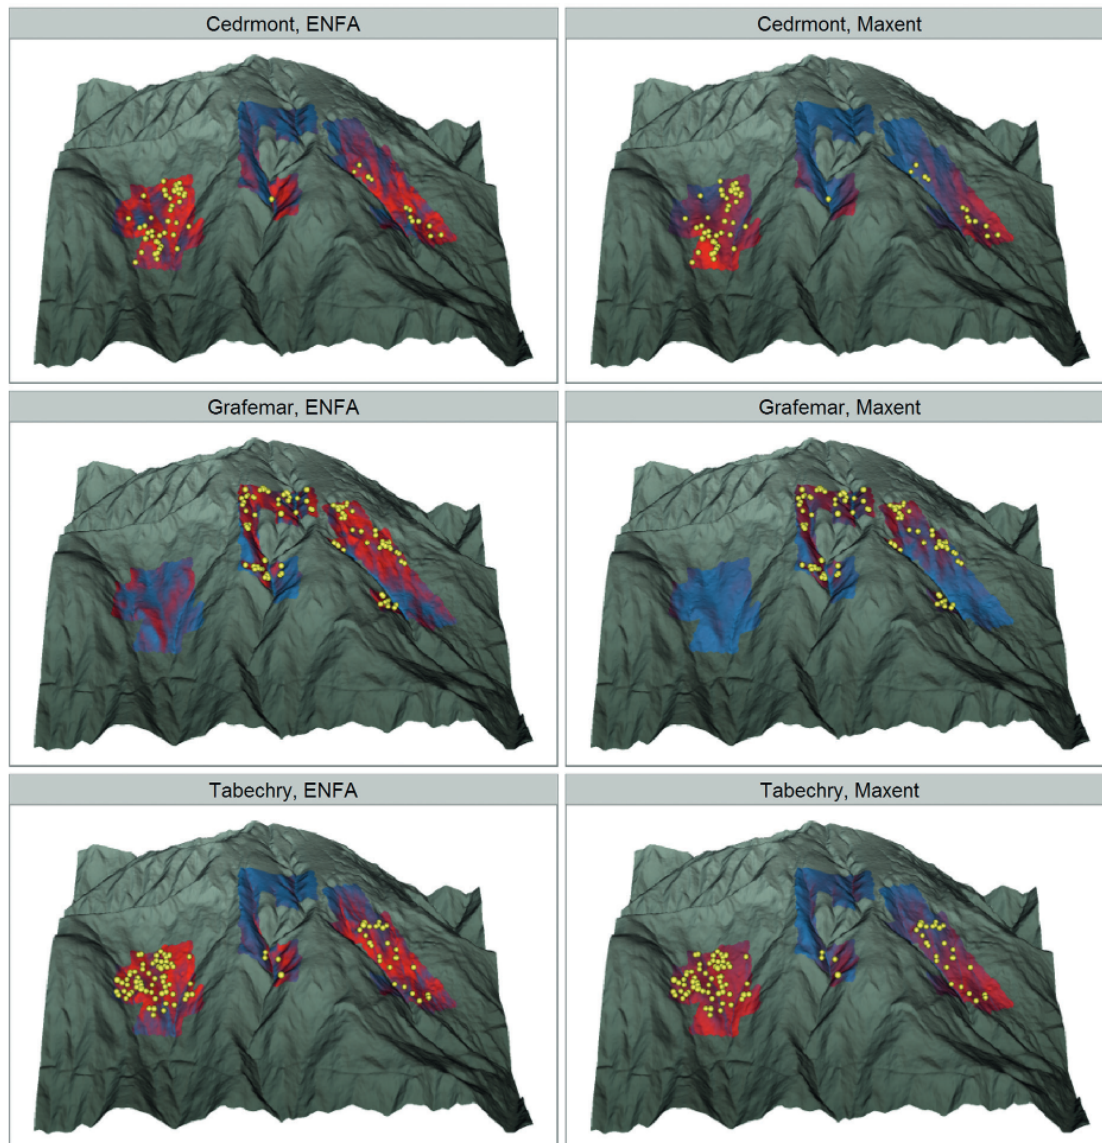 Cedrmont, ENFA
Cedrmont, Maxent
Grafemar, ENFA
Grafemar, Maxent
Tabechry, ENFA
Tabechry, Maxent